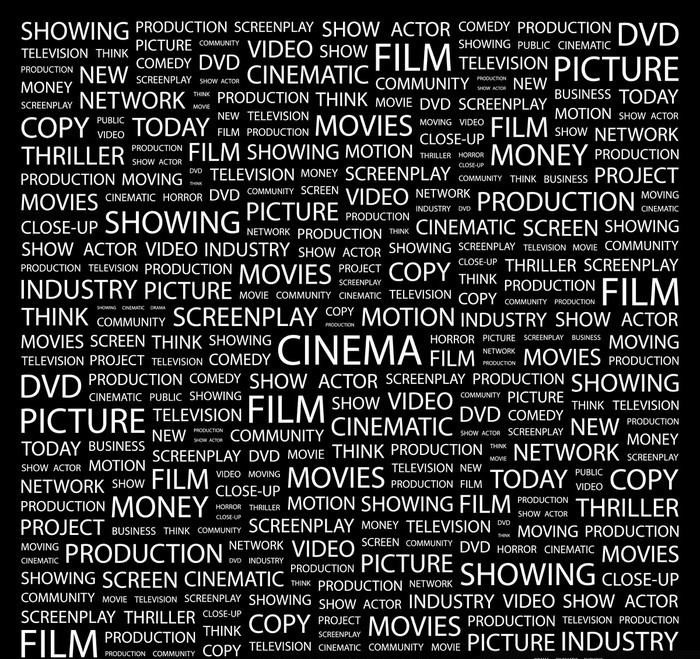 SHOWING PRODUCTION SCREENPLAY SHOW ACTOR COMEDY PRODUCTION DVD
TELEVISION THINK PICTURE COMMUNITY VIDEO SHOW FILM SHOWING PUBLIC CINEMATIC
PRODUCTION NEW COMEDY DVD CINEMATIC TELEVISION PICTURE
MONEY SCREENPLAY SHOW ACTOR COMMUNITY PRODUCTION SHOW ACTOR NEW
SCREENPLAY NETWORK THINK MOVIE PRODUCTION THINK MOVIE DVD SCREENPLAY BUSINESS TODAY
COPY PUBLIC VIDEO TODAY NEW TELEVISION MOVIES MOVING VIDEO FILM MOTION SHOW ACTOR
FILM PRODUCTION CLOSE-UP SHOW NETWORK
THRILLER PRODUCTION SHOW ACTOR FILM SHOWING MOTION THRILLER HORROR CLOSE-UP MONEY PRODUCTION
PRODUCTION MOVING DVD THINK TELEVISION MONEY SCREENPLAY COMMUNITY THINK BUSINESS PROJECT
MOVIES CINEMATIC HORROR DVD COMMUNITY SCREEN VIDEO NETWORK PRODUCTION MOVING
CLOSE-UP SHOWING PICTURE PRODUCTION INDUSTRY DVD CINEMATIC
NETWORK PRODUCTION THINK CINEMATIC SCREEN SHOWING
SHOW ACTOR VIDEO INDUSTRY SHOW ACTOR SHOWING SCREENPLAY TELEVISION MOVIE COMMUNITY
PRODUCTION TELEVISION PRODUCTION MOVIES PROJECT SCREENPLAY COPY CLOSE-UP THRILLER SCREENPLAY
INDUSTRY PICTURE MOVIE COMMUNITY CINEMATIC TELEVISION THINK PRODUCTION FILM
COPY COMMUNITY PRODUCTION
THINK SHOWING CINEMATIC DRAMA COMMUNITY SCREENPLAY COPY PRODUCTION MOTION INDUSTRY SHOW ACTOR
MOVIES SCREEN THINK SHOWING CINEMA HORROR PICTURE SCREENPLAY BUSINESS MOVING
TELEVISION PROJECT TELEVISION COMEDY FILM NETWORK PRODUCTION MOVIES PRODUCTION
DVD PRODUCTION COMEDY SHOW ACTOR SCREENPLAY PRODUCTION SHOWING
CINEMATIC PUBLIC SHOWING FILM SHOW VIDEO COMMUNITY PICTURE THINK TELEVISION
PICTURE TELEVISION CINEMATIC DVD COMEDY
NEW PRODUCTION SHOW ACTOR COMMUNITY SHOW ACTOR SCREENPLAY NEW PRODUCTION
TODAY BUSINESS SCREENPLAY DVD MOVIE THINK PRODUCTION THINK MOVIE NETWORK MONEY SCREENPLAY
SHOW ACTOR MOTION FILM VIDEO MOVING MOVIES TELEVISION NEW TODAY PUBLIC VIDEO COPY
NETWORK SHOW CLOSE-UP PRODUCTION FILM
PRODUCTION MONEY HORROR THRILLER CLOSE-UP MOTION SHOWING FILM PRODUCTION SHOW ACTOR THRILLER
PROJECT BUSINESS THINK COMMUNITY SCREENPLAY MONEY TELEVISION DVD THINK MOVING PRODUCTION
MOVING CINEMATIC PRODUCTION NETWORK DVD INDUSTRY VIDEO SCREEN COMMUNITY DVD HORROR CINEMATIC MOVIES
SHOWING SCREEN CINEMATIC PRODUCTION PICTURE SHOWING CLOSE-UP
THINK PRODUCTION NETWORK
COMMUNITY MOVIE TELEVISION SCREENPLAY SHOWING SHOW ACTOR INDUSTRY VIDEO SHOW ACTOR
SCREENPLAY THRILLER CLOSE-UP COPY PROJECT SCREENPLAY MOVIES PRODUCTION TELEVISION PRODUCTION
FILM PRODUCTION COMMUNITY PRODUCTION THINK COPY TELEVISION CINEMATIC COMMUNITY MOVIE PICTURE INDUSTRY